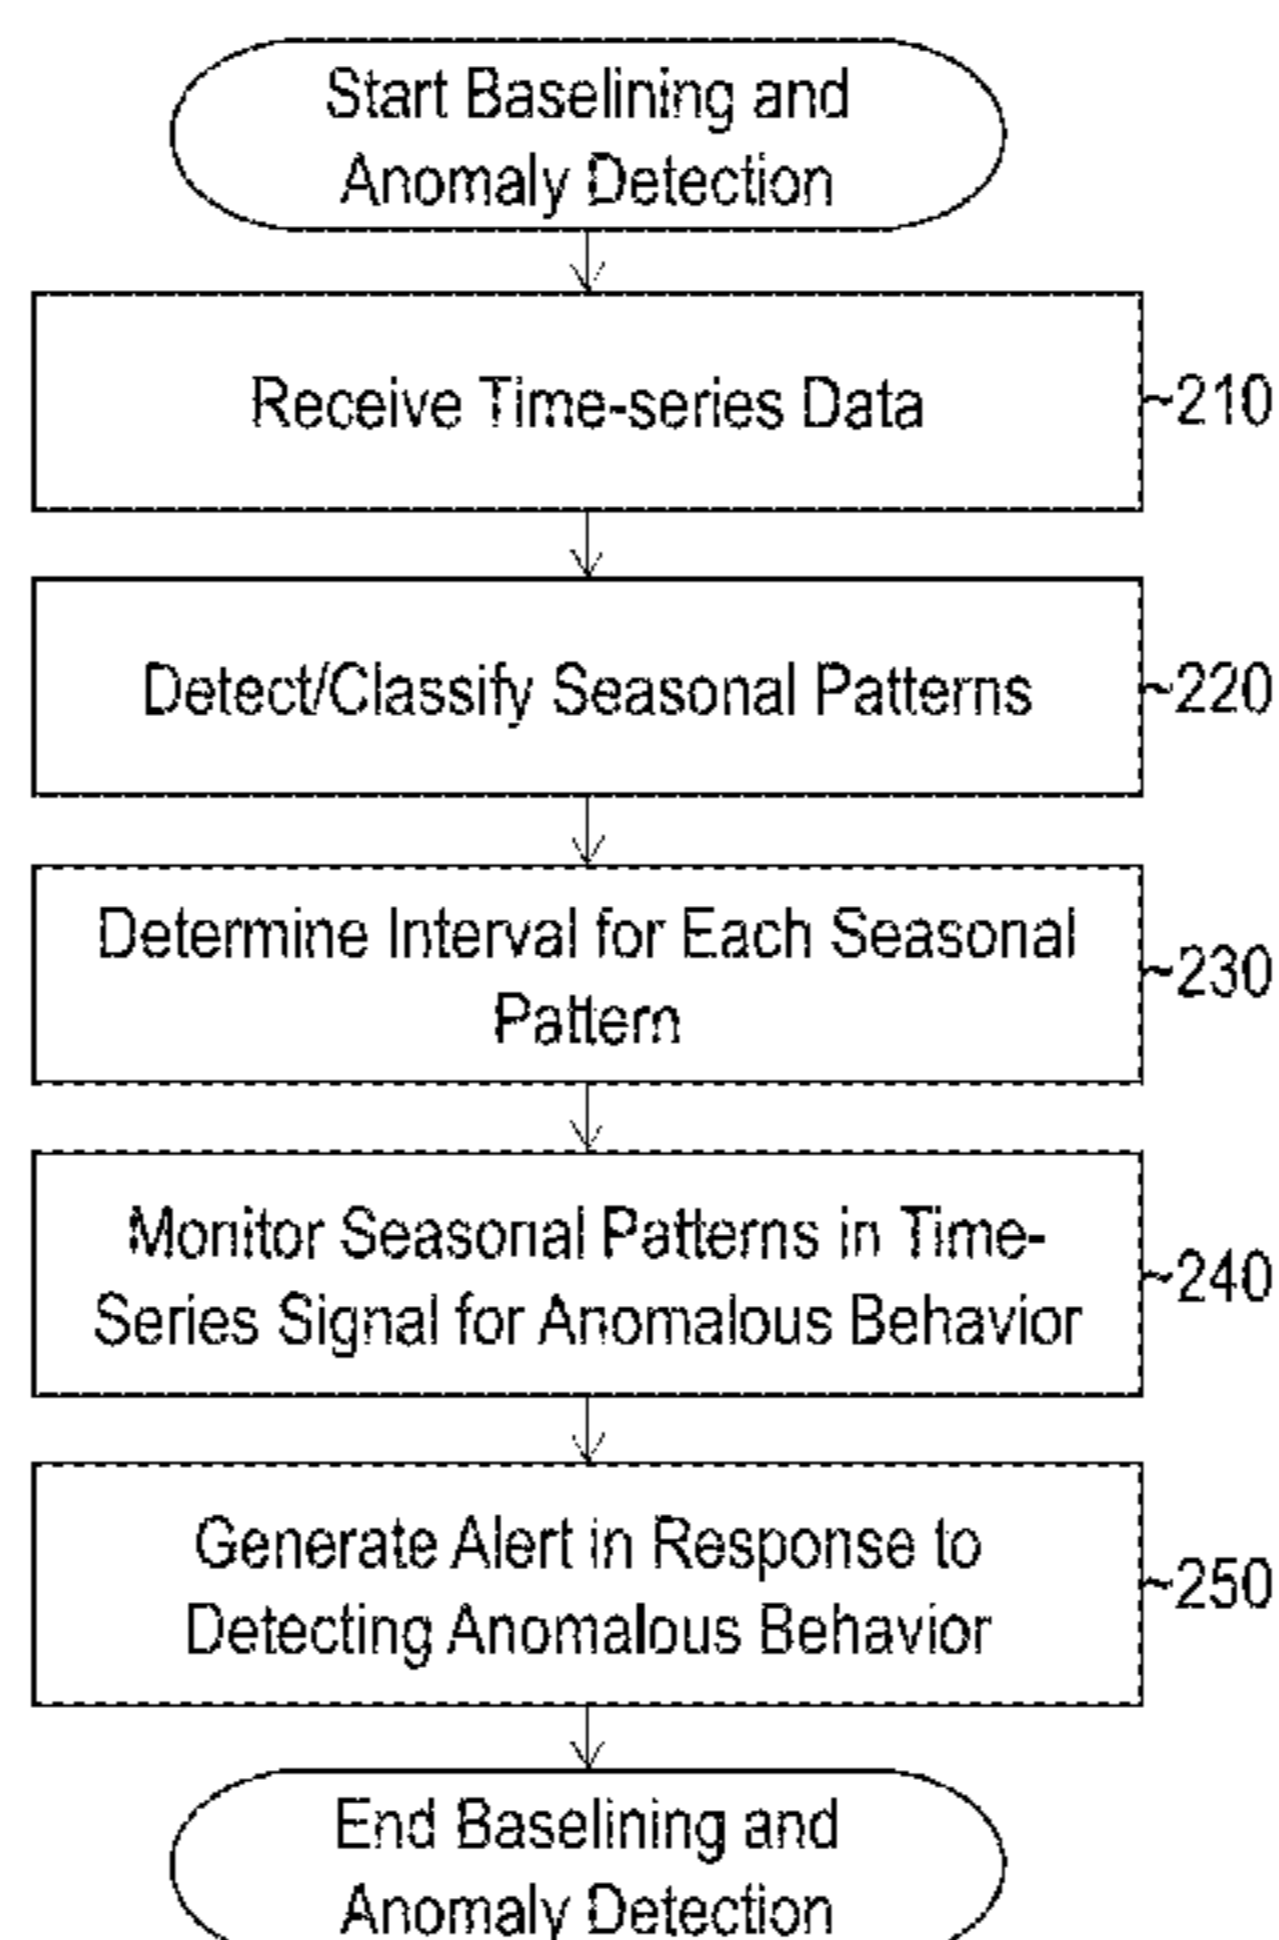 Start Baselining and
Anomaly Detection
Receive Time-series Data
~210
Detect/Classify Seasonal Patterns
~220
Determine Interval for Each Seasonal
Pattern
~230
Monitor Seasonal Patterns in Time-
Series Signal for Anomalous Behavior
~240
Generate Alert in Response to
Detecting Anomalous Behavior
~250
End Baselining and
Anomaly Detection